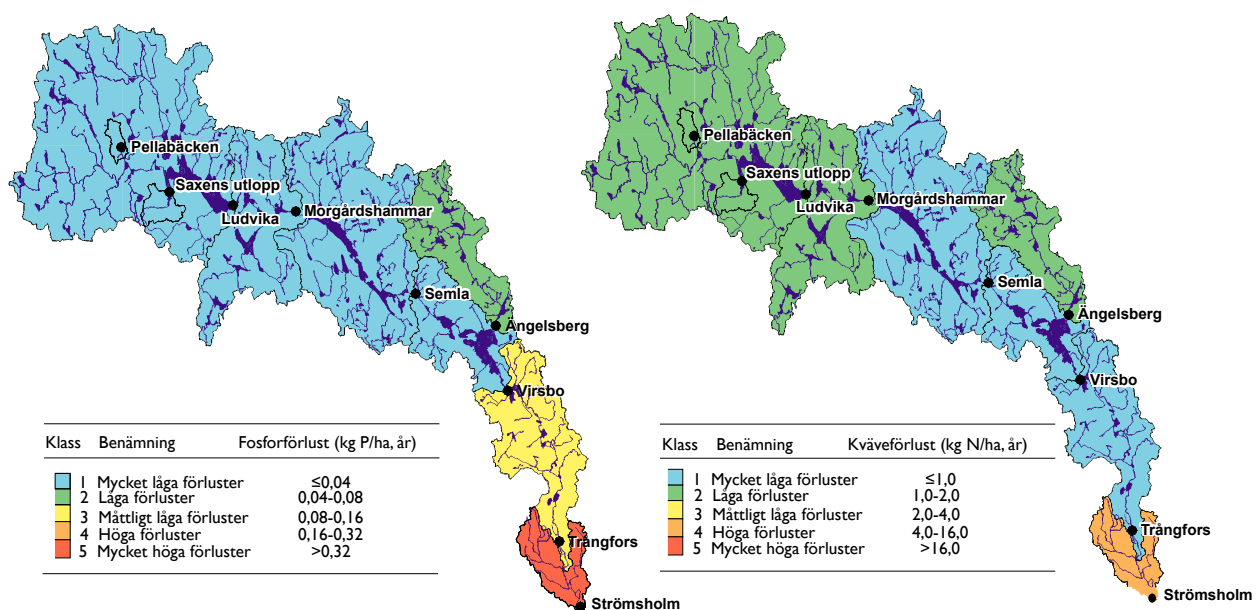 Pellabäcken
Saxens utlopp
Ludvika
Morgårdshammar
Semla
Ängelsberg
Virsbo
Trångfors
Strömsholm
Klass Benämning Fosforförlust (kg P/ha, år)
1 Mycket låga förluster ≤0,04
2 Låga förluster 0,04-0,08
3 Måttligt låga förluster 0,08-0,16
4 Höga förluster 0,16-0,32
5 Mycket höga förluster >0,32
Pellabäcken
Saxens utlopp
Ludvika
Morgårdshammar
Semla
Ängelsberg
Virsbo
Trångfors
Strömsholm
Klass Benämning Kväveförlust (kg N/ha, år)
1 Mycket låga förluster ≤1,0
2 Låga förluster 1,0-2,0
3 Måttligt låga förluster 2,0-4,0
4 Höga förluster 4,0-16,0
5 Mycket höga förluster >16,0